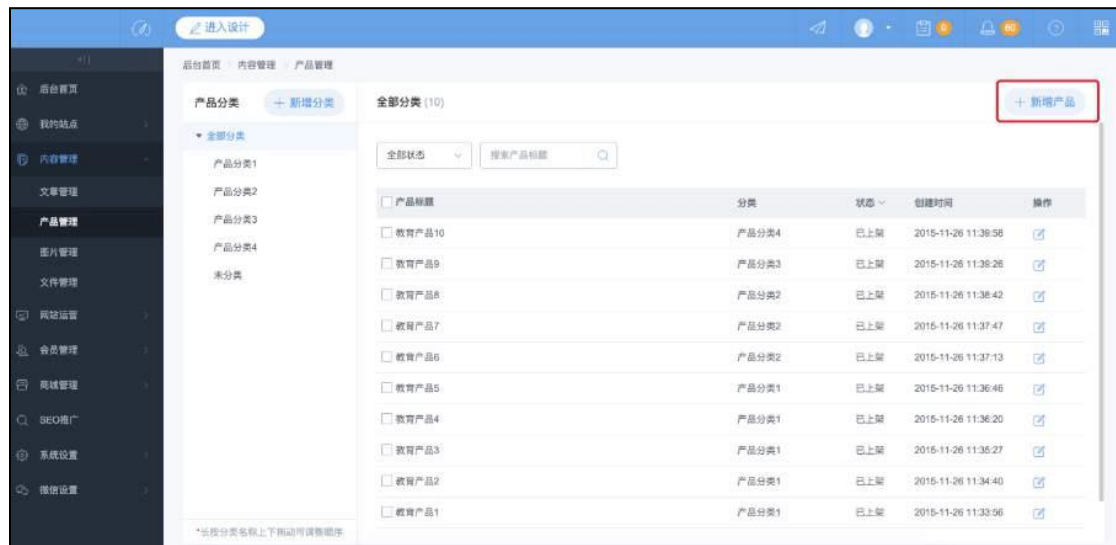 进入设计
0
60
后台首页 内容管理 产品管理
后台首页
我的站点
内容管理
文章管理
产品管理
图片管理
文件管理
网站运营
会员管理
商城管理
SEO推广
系统设置
微信设置
产品分类 + 新增分类
全部分类
产品分类1
产品分类2
产品分类3
产品分类4
未分类
*长按分类名称上下拖动可调整顺序
全部分类 (10) + 新增产品
全部状态 搜索产品标题
产品标题 分类 状态 创建时间 操作
教育产品10 产品分类4 已上架 2015-11-26 11:39:58
教育产品9 产品分类3 已上架 2015-11-26 11:39:26
教育产品8 产品分类2 已上架 2015-11-26 11:38:42
教育产品7 产品分类2 已上架 2015-11-26 11:37:47
教育产品6 产品分类2 已上架 2015-11-26 11:37:13
教育产品5 产品分类1 已上架 2015-11-26 11:36:46
教育产品4 产品分类1 已上架 2015-11-26 11:36:20
教育产品3 产品分类1 已上架 2015-11-26 11:35:27
教育产品2 产品分类1 已上架 2015-11-26 11:34:40
教育产品1 产品分类1 已上架 2015-11-26 11:33:56